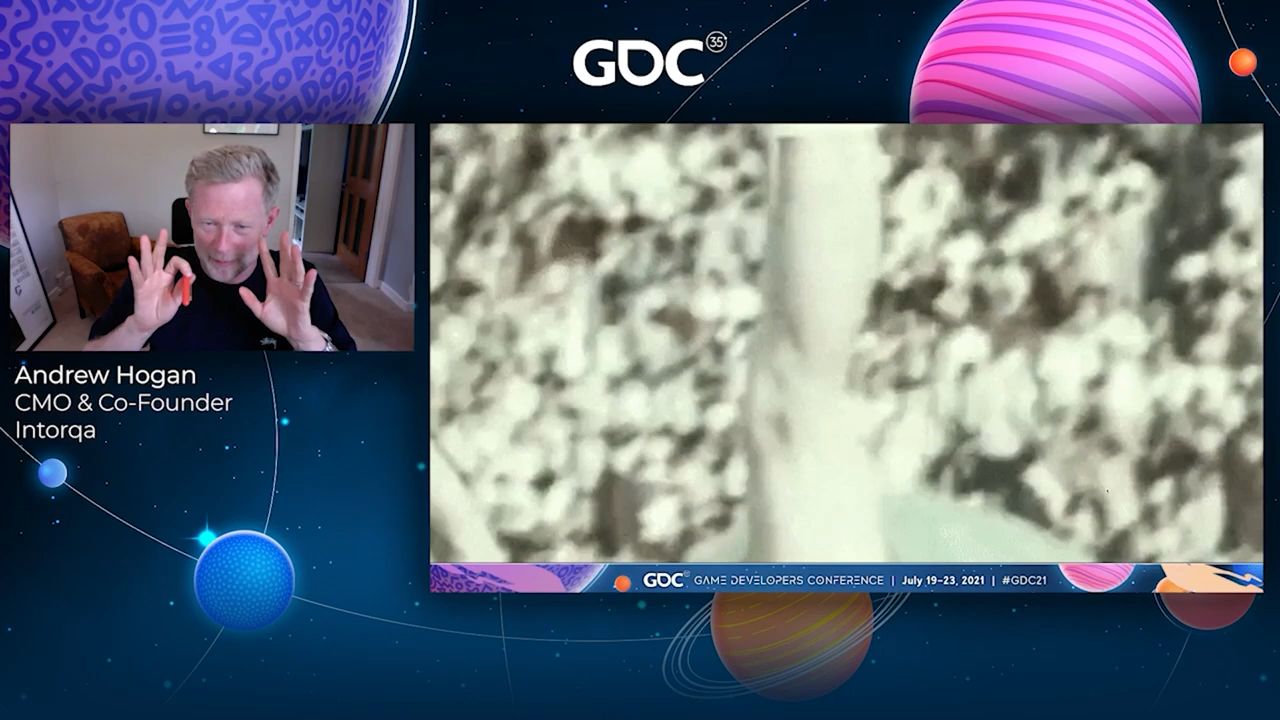 GDC 35
Andrew Hogan
CMO & Co-Founder
Intorqa
GDC GAME DEVELOPERS CONFERENCE | July 19-23, 2021 | #GDC21